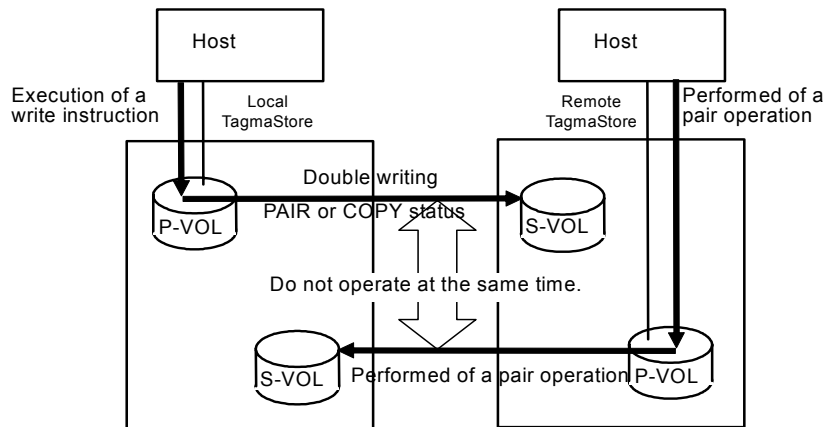 Host
Host
Execution of a
write instruction
Local
TagmaStore
Remote
TagmaStore
Performed of a
pair operation
Double writing
PAIR or COPY status
P-VOL
S-VOL
Do not operate at the same time.
S-VOL
Performed of a pair operation
P-VOL